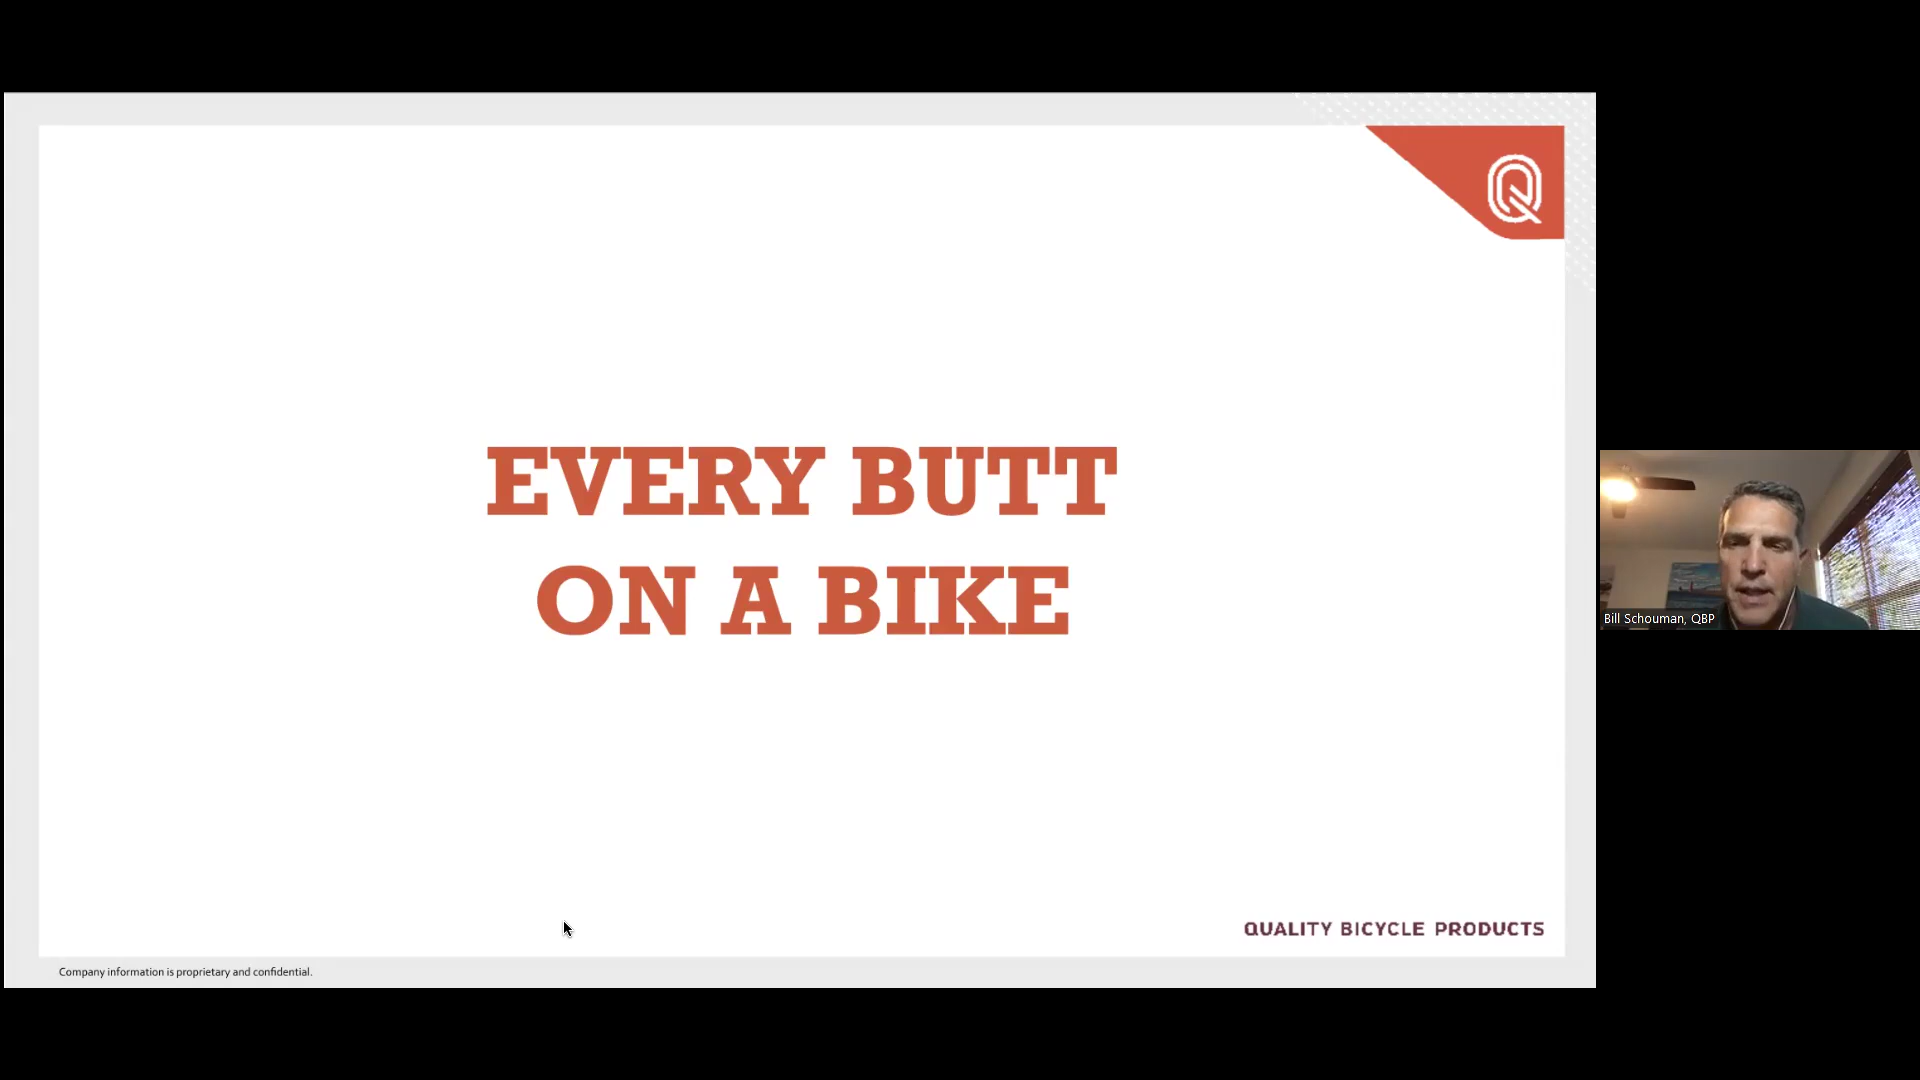 Q
EVERY BUTT
ON A BIKE
QUALITY BICYCLE PRODUCTS
Company information is proprietary and confidential.
Bill Schouman, QBP